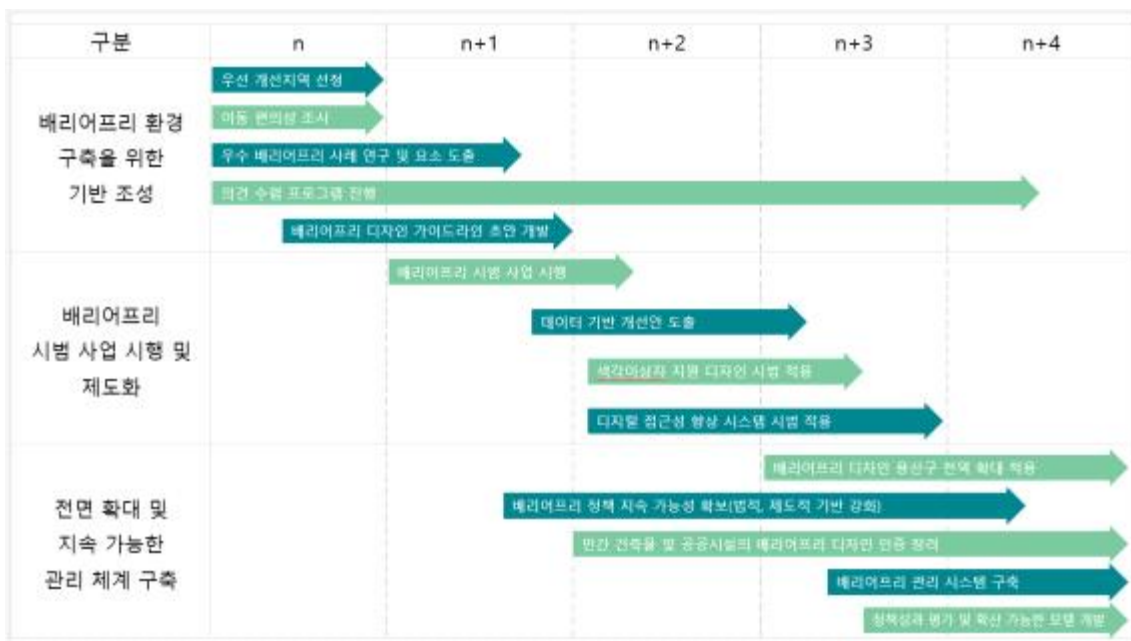 구분 n n+1 n+2 n+3 n+4
배리어프리 환경
구축을 위한
기반 조성
우선 개선지역 선정
이동 편의성 조사
우수 배리어프리 사례 연구 및 요소 도출
의견 수렴 프로그램 진행
배리어프리 디자인 가이드라인 초안 개발
배리어프리
시범 사업 시행 및
제도화
배리어프리 시범 사업 시행
데이터 기반 개선안 도출
색각이상자 지원 디자인 시범 적용
디지털 접근성 향상 시스템 시범 적용
전면 확대 및
지속 가능한
관리 체계 구축
배리어프리 디자인 용산구 전역 확대 적용
배리어프리 정책 지속 가능성 확보(법적, 제도적 기반 강화)
민간 건축물 및 공공시설의 배리어프리 디자인 인증 장려
배리어프리 관리 시스템 구축
정책성과 평가 및 확산 가능한 모델 개발